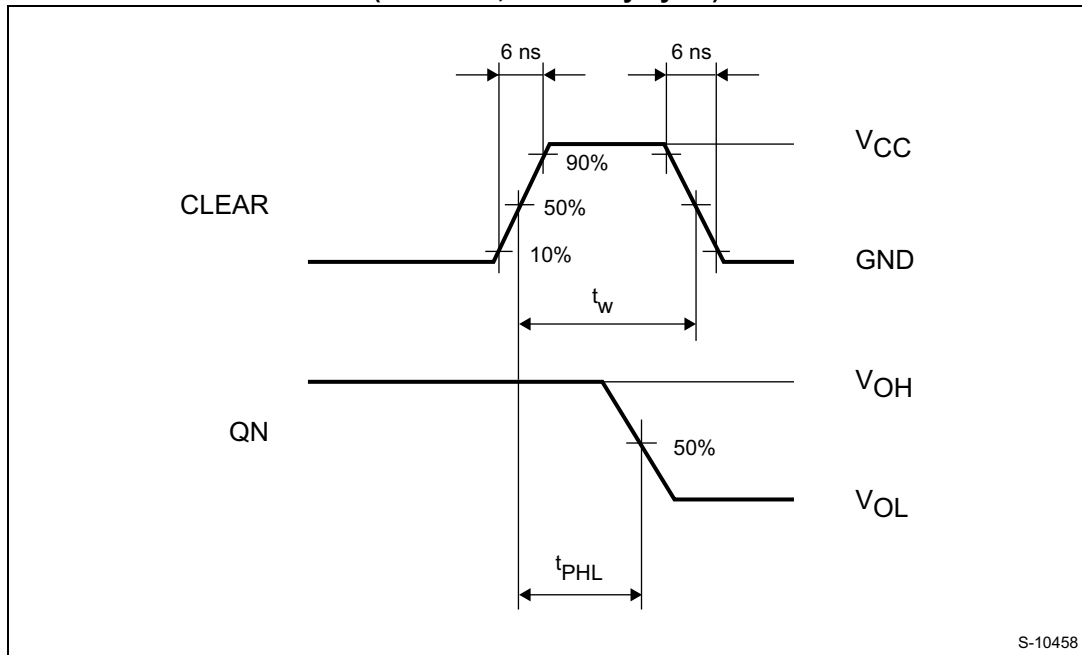 6 ns 6 ns
VCC
90%
CLEAR 50%
10% GND
tw
VOH
QN 50%
VOL
tPHL
S-10458